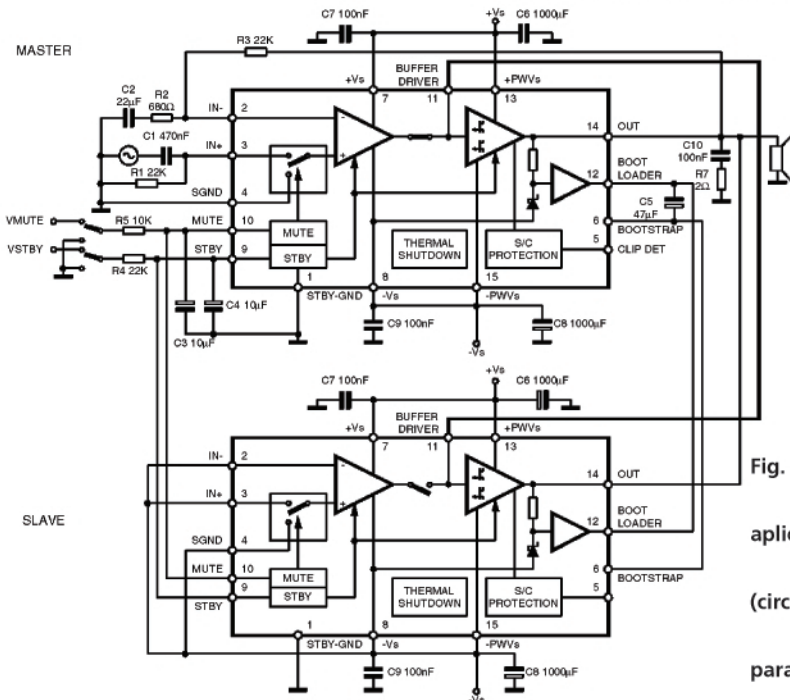 C7 100nF
+Vs
C6 1000µF
MASTER
R3 22K
BUFFER
DRIVER
+Vs
+PWVs
C2
22µF
R2
680Ω
7
11
13
IN-
2
C1 470nF
IN+
3
14
OUT
R1 22K
C10
100nF
12
BOOT
LOADER
R7
2Ω
SGND
4
C5
47µF
VMUTE
R5 10K
MUTE
10
MUTE
6
BOOTSTRAP
VSTBY
STBY
9
STBY
THERMAL
SHUTDOWN
S/C
PROTECTION
5
CLIP DET
R4 22K
1
8
15
STBY-GND
-Vs
-PWVs
C4 10µF
C3 10µF
C9 100nF
C8 1000µF
-Vs
C7 100nF
+Vs
C6 1000µF
BUFFER
DRIVER
+Vs
+PWVs
7
11
13
IN-
2
Fig.
IN+
3
14
OUT
SLAVE
12
BOOT
LOADER
aplic
SGND
4
MUTE
10
MUTE
6
BOOTSTRAP
STBY
9
STBY
THERMAL
SHUTDOWN
S/C
PROTECTION
5
(circ
1
8
15
STBY-GND
-Vs
-PWVs
C9 100nF
C8 1000µF
para
-Vs